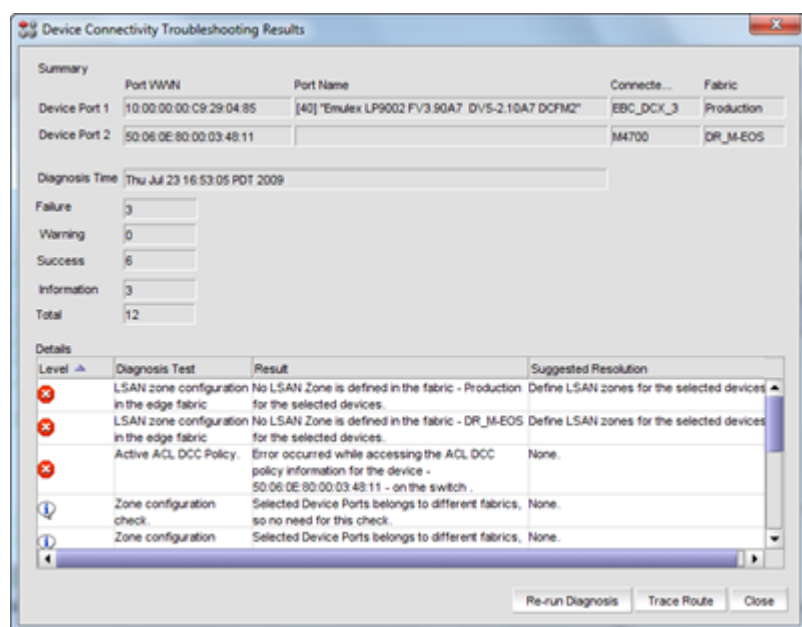 Device Connectivity Troubleshooting Results
Summary
Port WWN Port Name Connecte... Fabric
Device Port 1 10:00:00:00:C9:29:04:85 [40] "Emulex LP9002 FV3.90A7 DV5-2.10A7 DCFM2" EBC_DCX_3 Production
Device Port 2 50:06:0E:80:00:03:48:11 M4700 DR_M-EOS
Diagnosis Time Thu Jul 23 16:53:05 PDT 2009
Failure 3
Warning 0
Success 6
Information 3
Total 12
Details
Level Diagnosis Test Result Suggested Resolution
LSAN zone configuration No LSAN Zone is defined in the fabric - Production Define LSAN zones for the selected devices
in the edge fabric for the selected devices.
LSAN zone configuration No LSAN Zone is defined in the fabric - DR_M-EOS Define LSAN zones for the selected devices
in the edge fabric for the selected devices.
Active ACL DCC Policy. Error occurred while accessing the ACL DCC None.
policy information for the device -
50:06:0E:80:00:03:48:11 - on the switch .
Zone configuration Selected Device Ports belongs to different fabrics, None.
check. so no need for this check.
Zone configuration Selected Device Ports belongs to different fabrics, None.
Re-run Diagnosis Trace Route Close